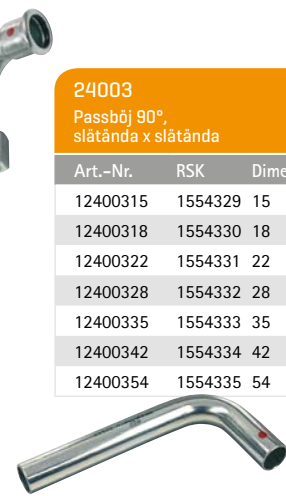 24003
Passböj 90°,
slätända x slätända
Art.-Nr. RSK Dime
12400315 1554329 15
12400318 1554330 18
12400322 1554331 22
12400328 1554332 28
12400335 1554333 35
12400342 1554334 42
12400354 1554335 54